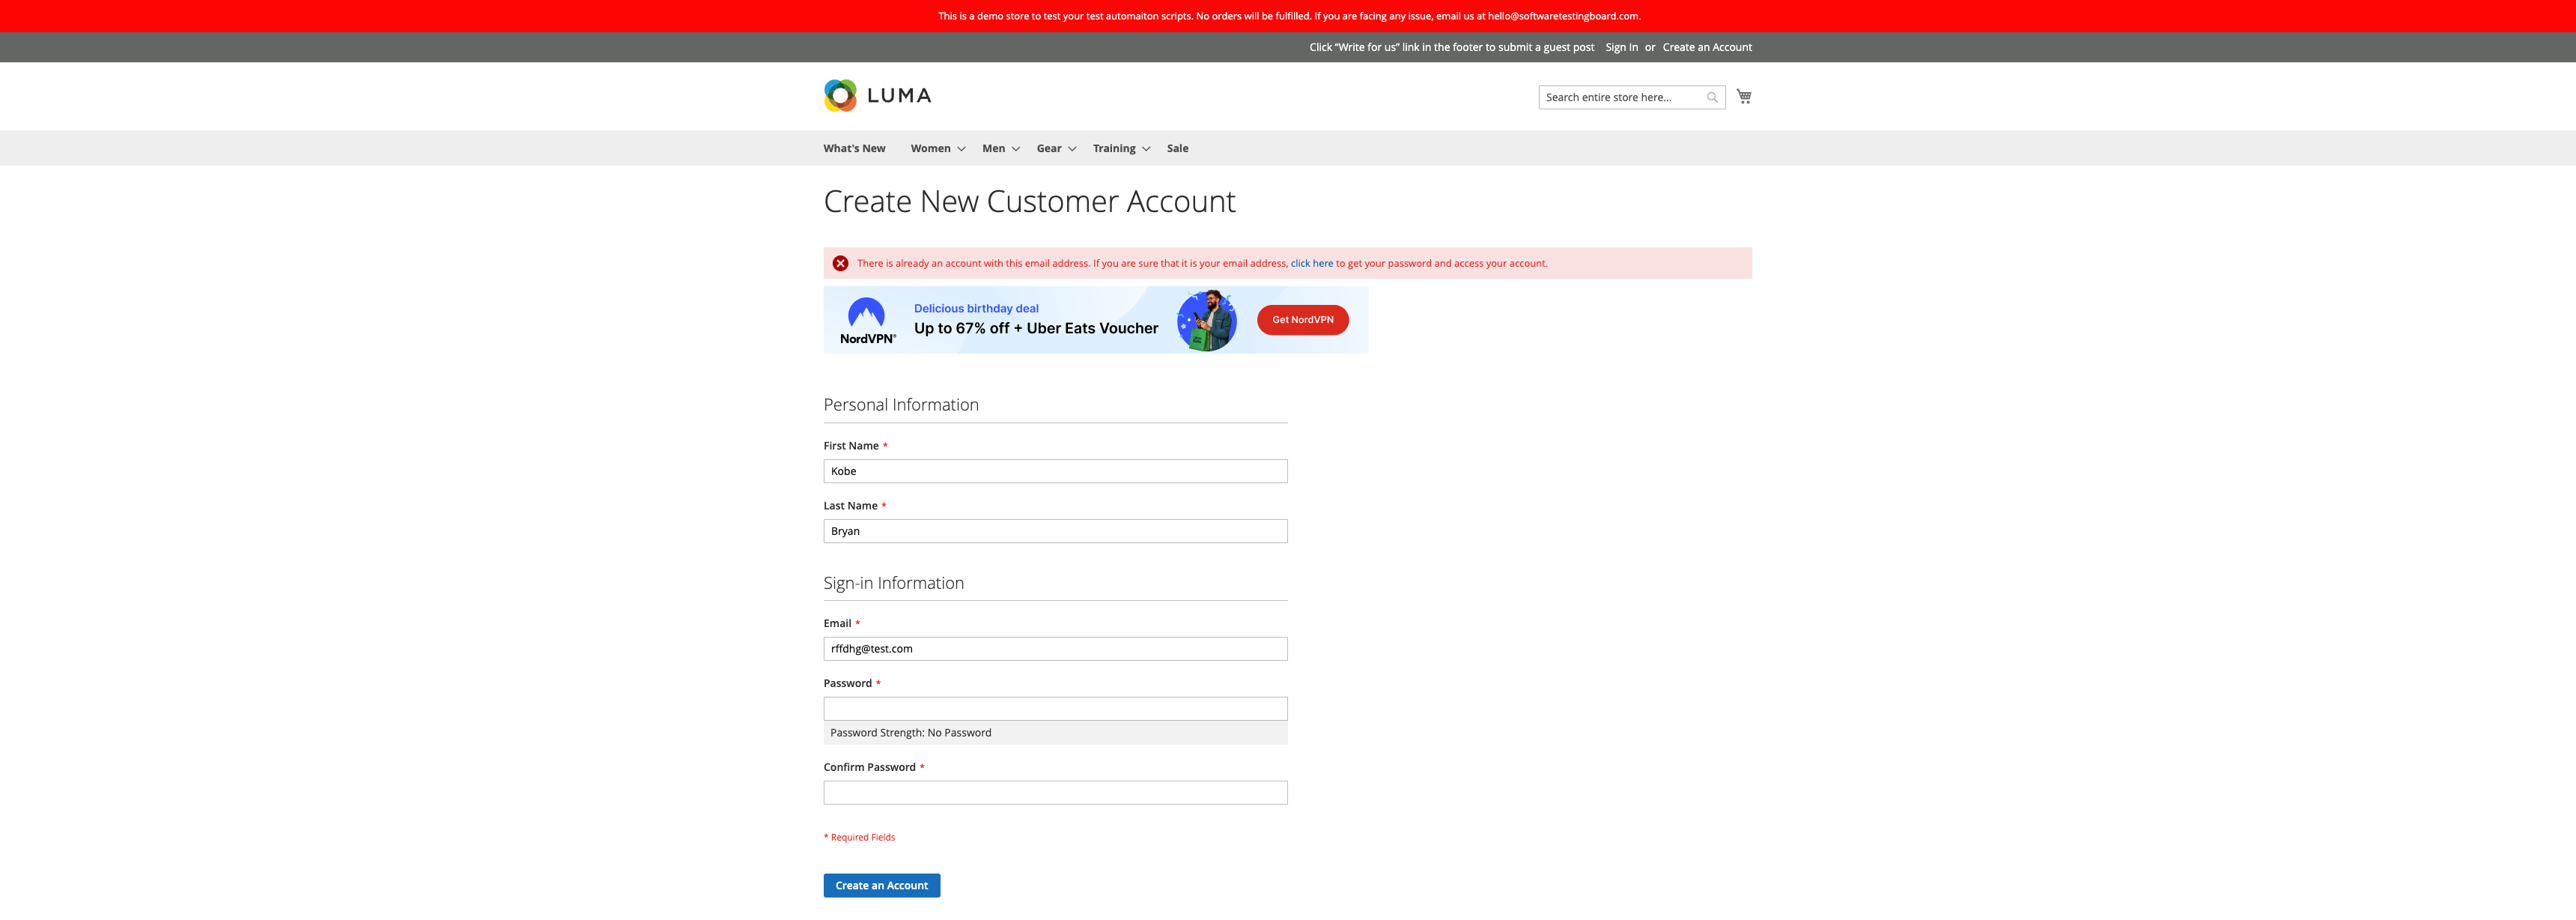 This is a demo store to test your test automaiton scripts. No orders will be fulfilled. If you are facing any issue, email us at hello@softwaretestingboard.com.
Click “Write for us” link in the footer to submit a guest post Sign In or Create an Account
LUMA
Search entire store here...
What's New Women Men Gear Training Sale
Create New Customer Account
There is already an account with this email address. If you are sure that it is your email address, click here to get your password and access your account.
NordVPN®
Delicious birthday deal
Up to 67% off + Uber Eats Voucher
Get NordVPN
Personal Information
First Name *
Kobe
Last Name *
Bryan
Sign-in Information
Email *
rffdhg@test.com
Password *
Password Strength: No Password
Confirm Password *
* Required Fields
Create an Account